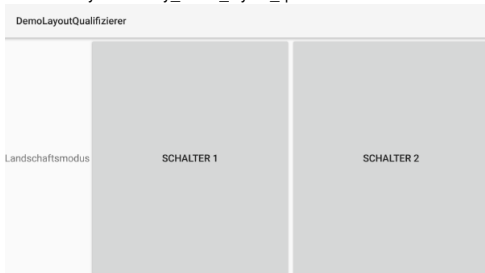 DemoLayoutQualifizierer
Landschaftsmodus
SCHALTER 1
SCHALTER 2